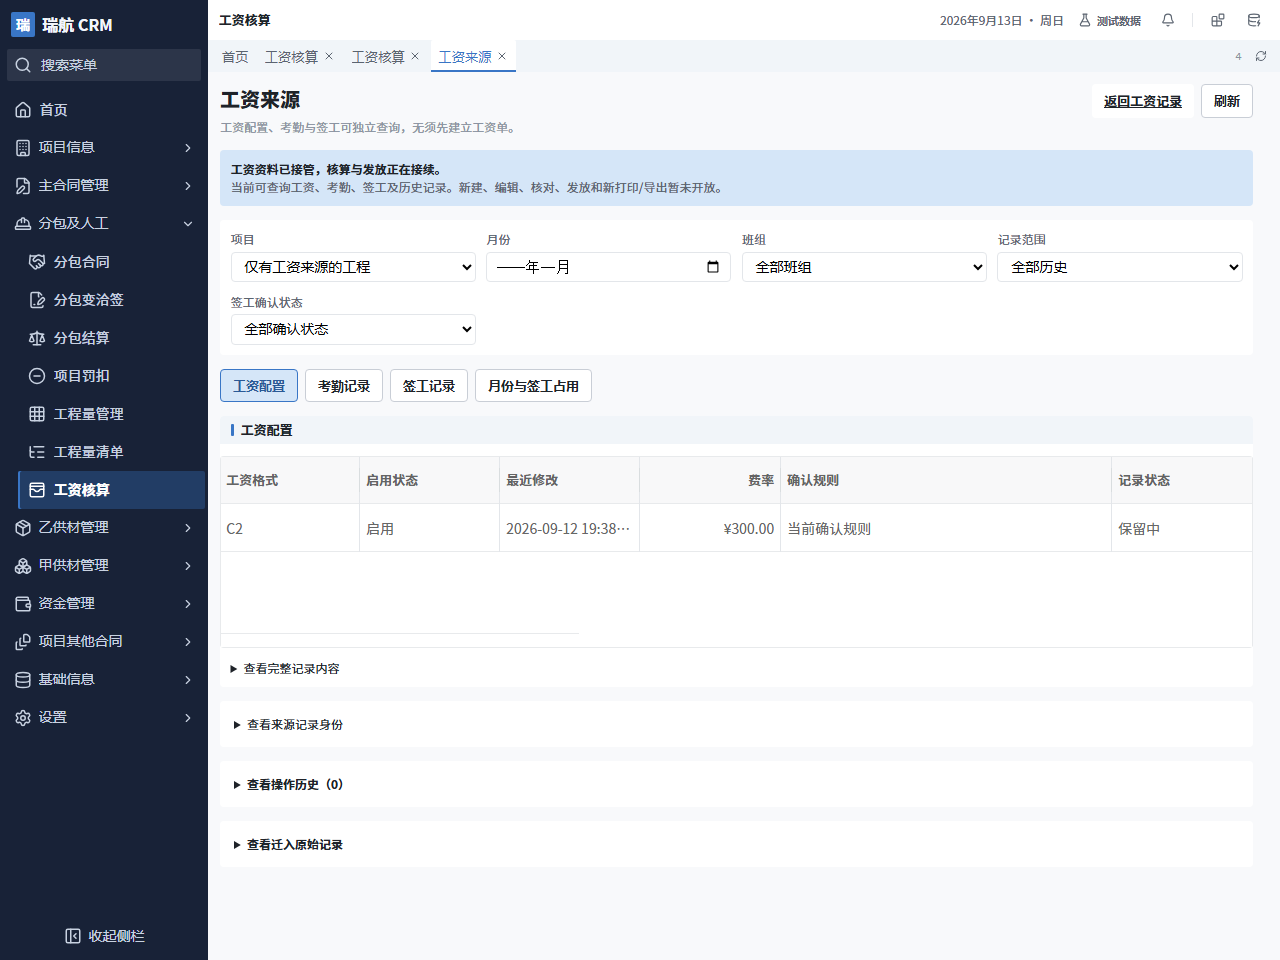 瑞 瑞航 CRM
搜索菜单
首页
项目信息
主合同管理
分包及人工
分包合同
分包变洽签
分包结算
项目罚扣
工程量管理
工程量清单
工资核算
乙供材管理
甲供材管理
资金管理
项目其他合同
基础信息
设置
收起侧栏
工资核算
2026年9月13日 · 周日 测试数据
首页 工资核算 × 工资核算 × 工资来源 ×
4
工资来源
返回工资记录 刷新
工资配置、考勤与签工可独立查询，无须先建立工资单。
工资资料已接管，核算与发放正在接续。
当前可查询工资、考勤、签工及历史记录。新建、编辑、核对、发放和新打印/导出暂未开放。
项目 月份 班组 记录范围
仅有工资来源的工程 ----年--月 全部班组 全部历史
签工确认状态
全部确认状态
工资配置 考勤记录 签工记录 月份与签工占用
工资配置
工资格式 启用状态 最近修改 费率 确认规则 记录状态
C2 启用 2026-09-12 19:38… ¥300.00 当前确认规则 保留中
查看完整记录内容
查看来源记录身份
查看操作历史（0）
查看迁入原始记录